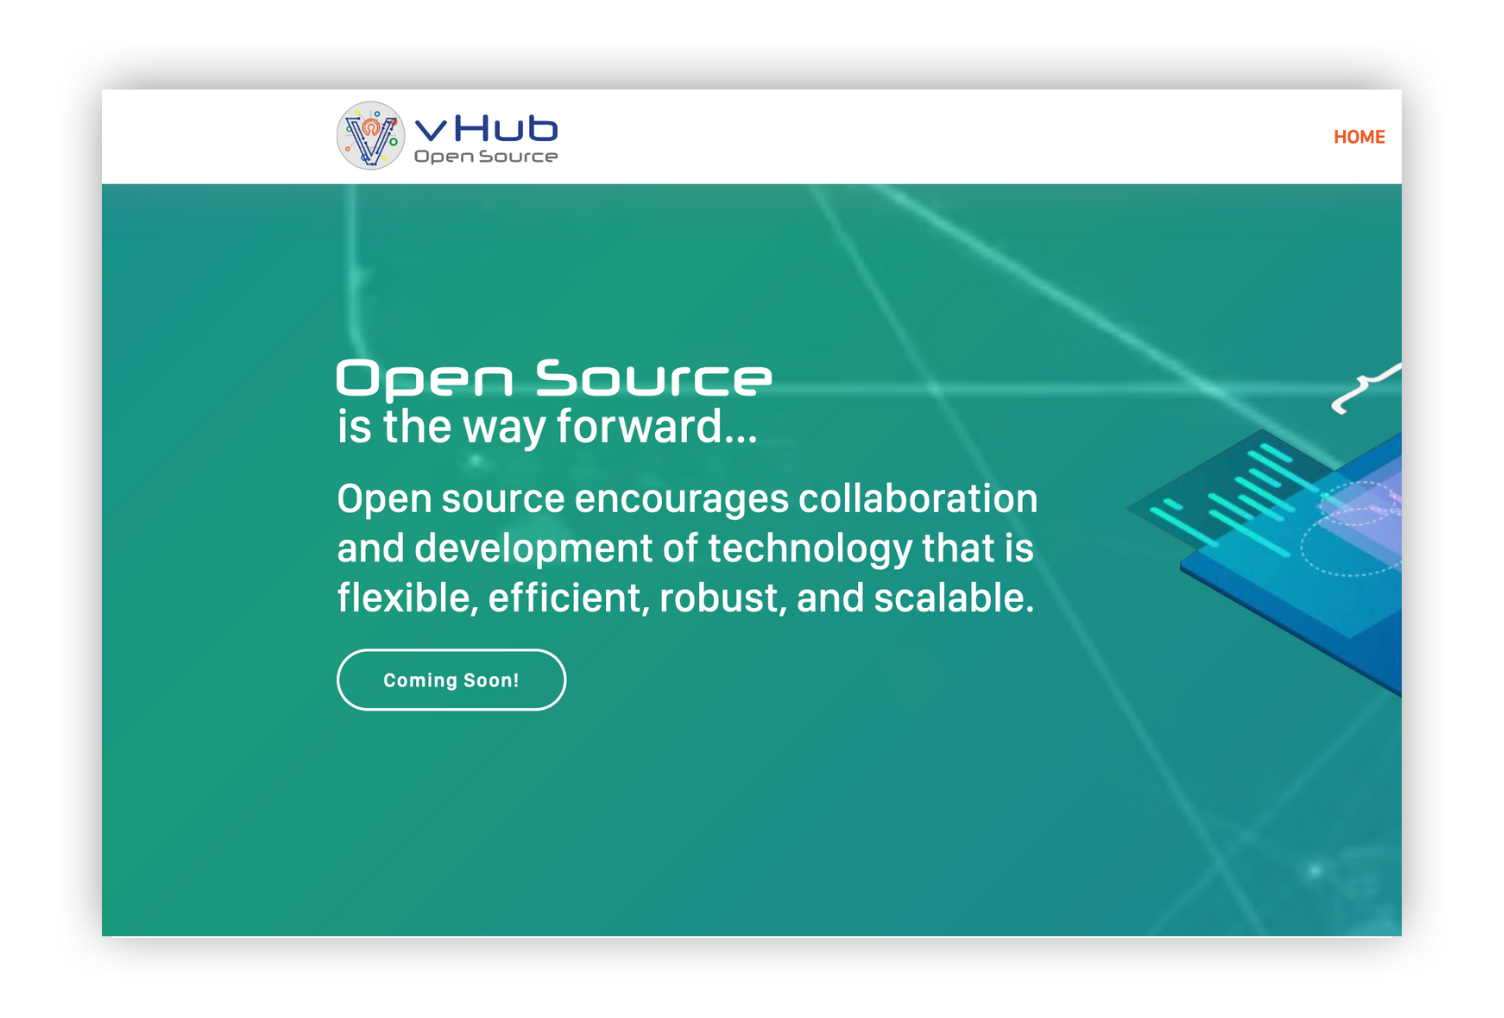 vHub
Open Source
HOME
Open Source
is the way forward...
Open source encourages collaboration
and development of technology that is
flexible, efficient, robust, and scalable.
Coming Soon!